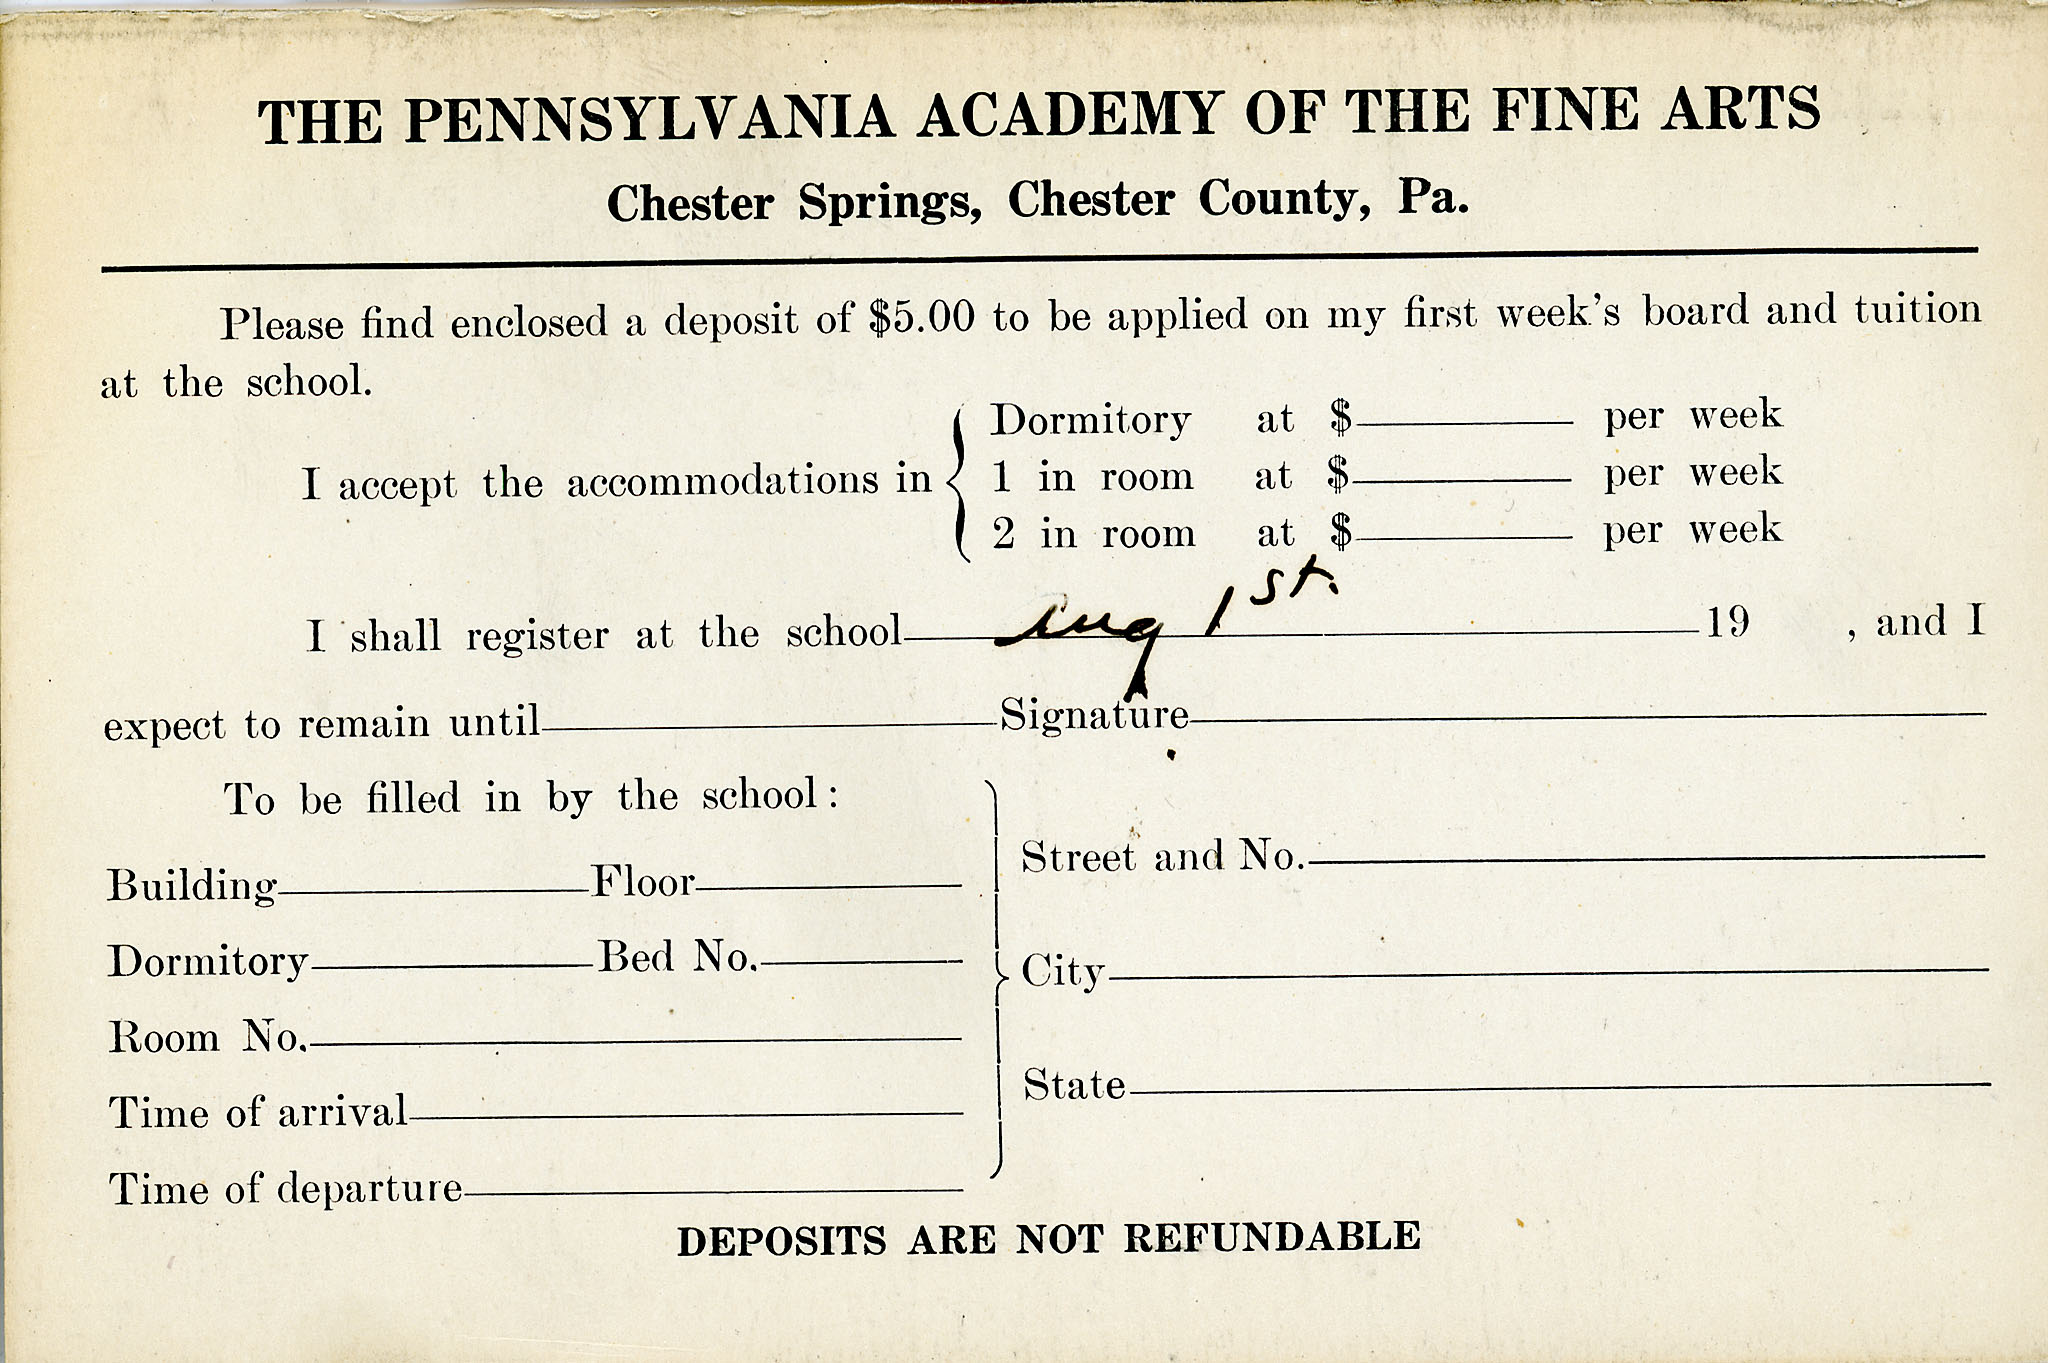 THE PENNSYLVANIA ACADEMY OF THE FINE ARTS
Chester Springs, Chester County, Pa.
Please find enclosed a deposit of $5.00 to be applied on my first week's board and tuition
at the school.
I accept the accommodations in
Dormitory at $ per week
1 in room at $ per week
2 in room at $ per week
I shall register at the school Aug 1st. 19 , and I
expect to remain until Signature
To be filled in by the school:
Building Floor
Dormitory Bed No.
Room No.
Time of arrival
Time of departure
Street and No.
City
State
DEPOSITS ARE NOT REFUNDABLE